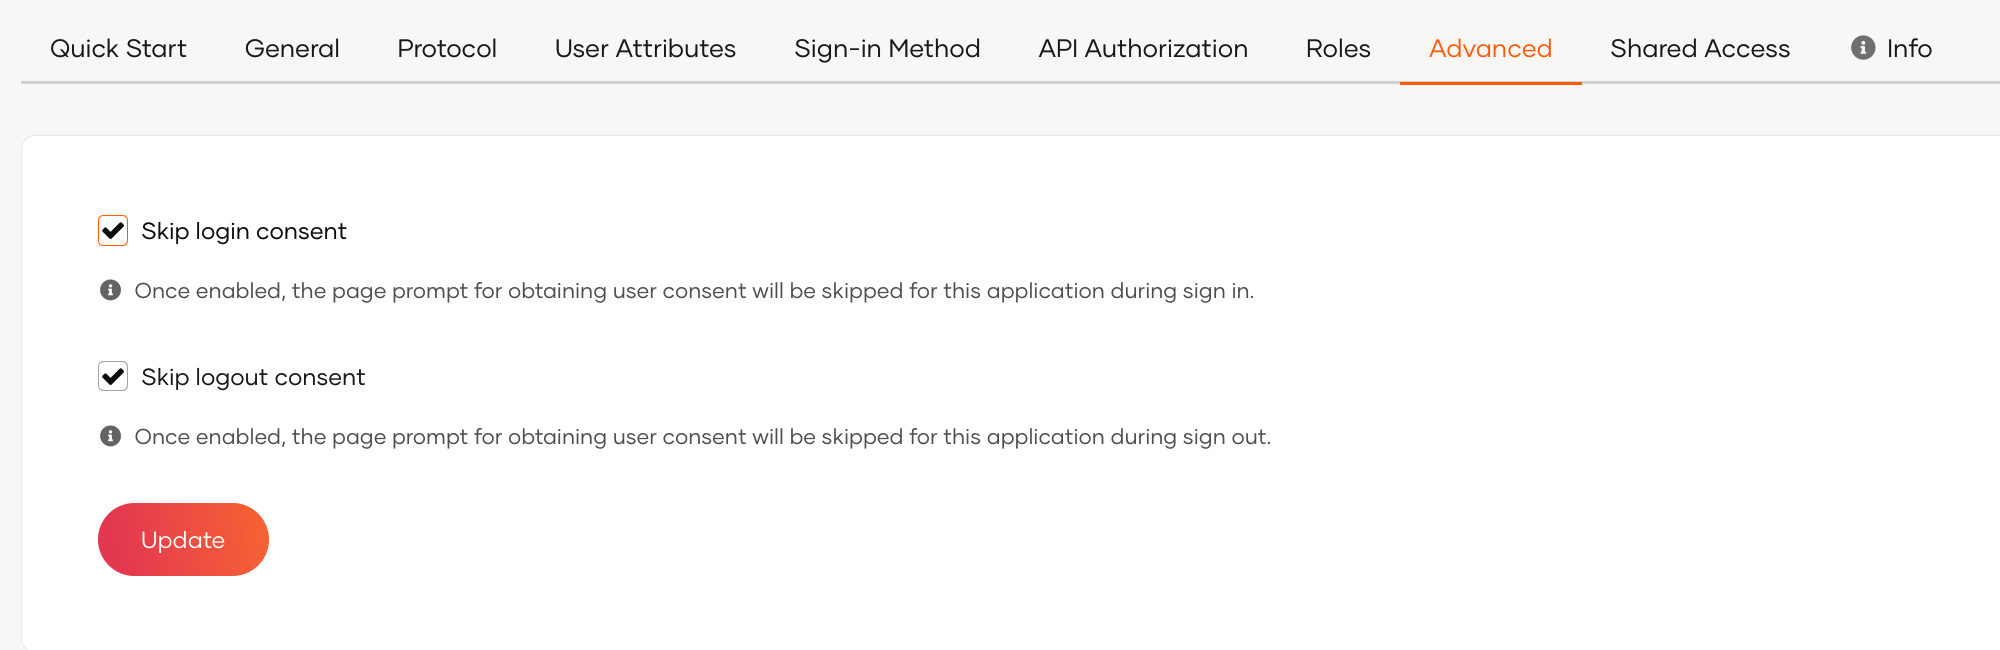 Quick Start General Protocol User Attributes Sign-in Method API Authorization Roles Advanced Shared Access Info
Skip login consent
Once enabled, the page prompt for obtaining user consent will be skipped for this application during sign in.
Skip logout consent
Once enabled, the page prompt for obtaining user consent will be skipped for this application during sign out.
Update